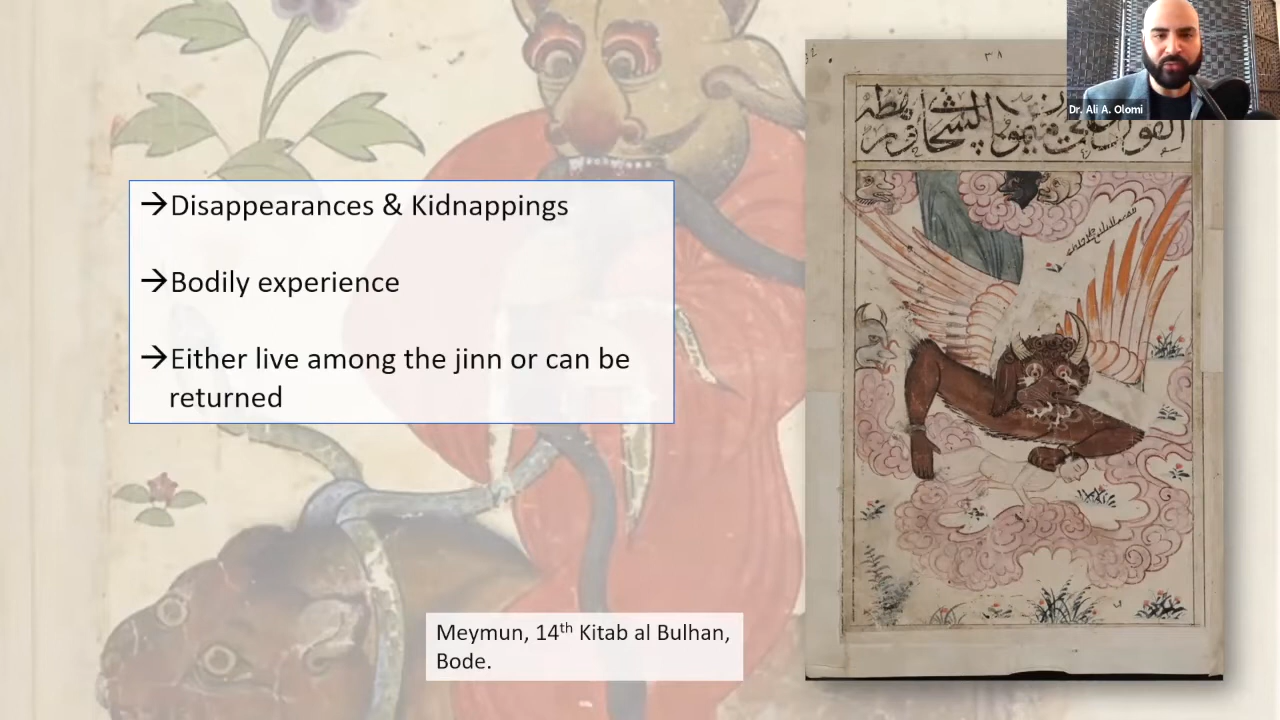 Dr. Ali A. Olomi
→Disappearances & Kidnappings
→Bodily experience
→Either live among the jinn or can be
returned
Meymun, 14th Kitab al Bulhan,
Bode.
٣٨